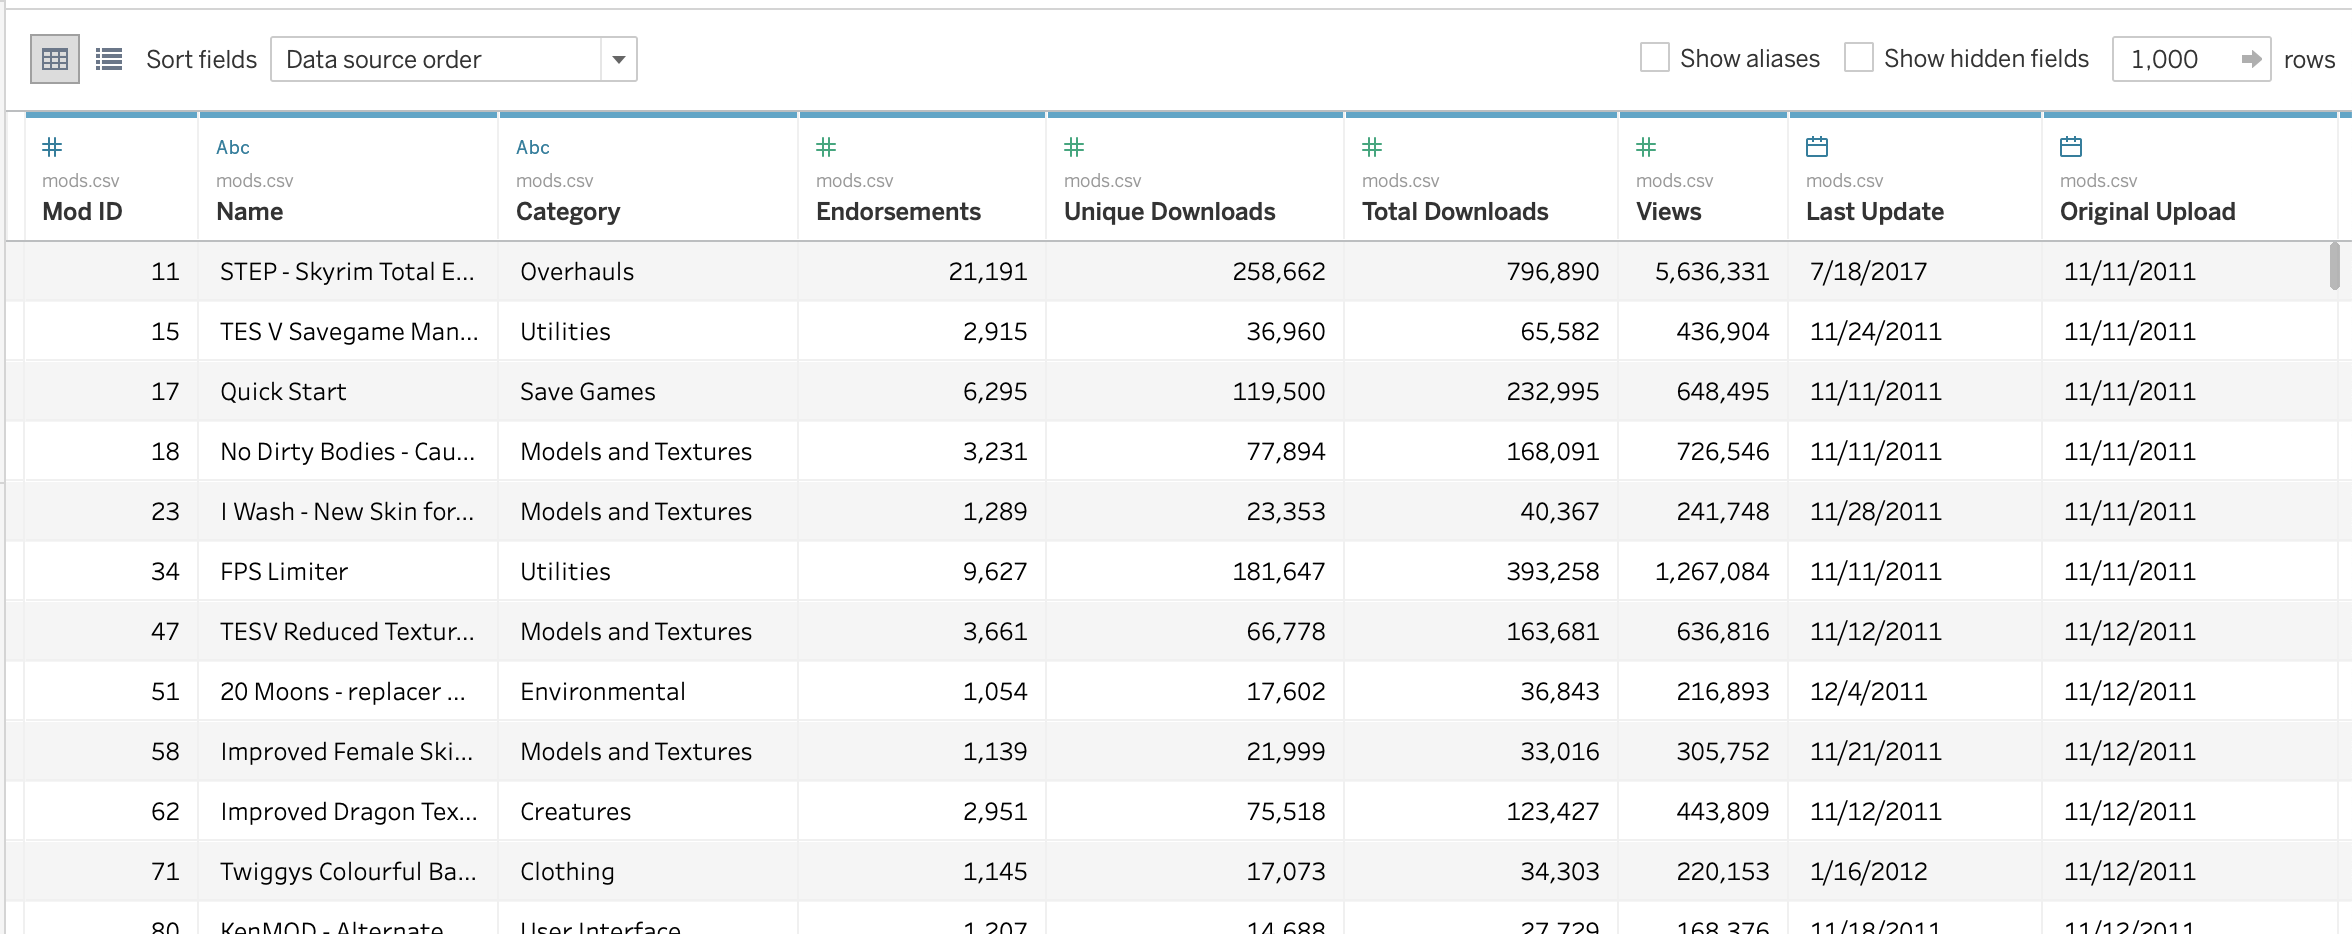 Sort fields Data source order Show aliases Show hidden fields 1,000 rows
Abc Abc
mods.csv mods.csv mods.csv mods.csv mods.csv mods.csv mods.csv mods.csv mods.csv
Mod ID Name Category Endorsements Unique Downloads Total Downloads Views Last Update Original Upload
11 STEP - Skyrim Total E... Overhauls 21,191 258,662 796,890 5,636,331 7/18/2017 11/11/2011
15 TES V Savegame Man... Utilities 2,915 36,960 65,582 436,904 11/24/2011 11/11/2011
17 Quick Start Save Games 6,295 119,500 232,995 648,495 11/11/2011 11/11/2011
18 No Dirty Bodies - Cau... Models and Textures 3,231 77,894 168,091 726,546 11/11/2011 11/11/2011
23 I Wash - New Skin for... Models and Textures 1,289 23,353 40,367 241,748 11/28/2011 11/11/2011
34 FPS Limiter Utilities 9,627 181,647 393,258 1,267,084 11/11/2011 11/11/2011
47 TESV Reduced Textur... Models and Textures 3,661 66,778 163,681 636,816 11/12/2011 11/12/2011
51 20 Moons - replacer ... Environmental 1,054 17,602 36,843 216,893 12/4/2011 11/12/2011
58 Improved Female Ski... Models and Textures 1,139 21,999 33,016 305,752 11/21/2011 11/12/2011
62 Improved Dragon Tex... Creatures 2,951 75,518 123,427 443,809 11/12/2011 11/12/2011
71 Twiggys Colourful Ba... Clothing 1,145 17,073 34,303 220,153 1/16/2012 11/12/2011
80 KenMOD - Alternate User Interface 1,207 14,688 27,729 168,376 11/18/2011 11/12/2011